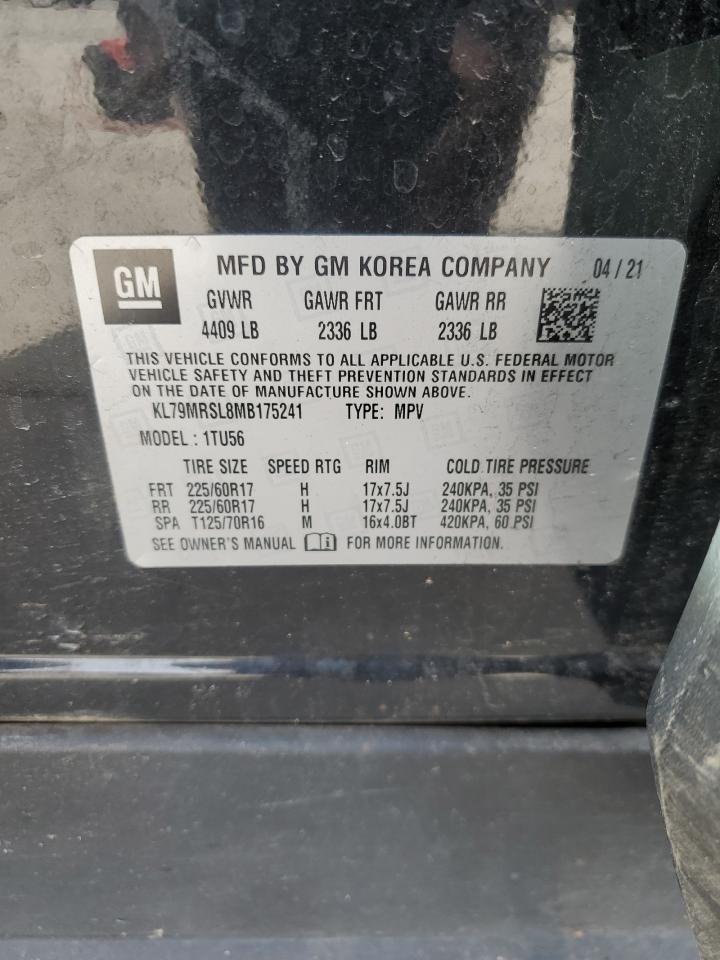 GM MFD BY GM KOREA COMPANY 04 / 21
GVWR GAWR FRT GAWR RR
4409 LB 2336 LB 2336 LB
THIS VEHICLE CONFORMS TO ALL APPLICABLE U.S. FEDERAL MOTOR
VEHICLE SAFETY AND THEFT PREVENTION STANDARDS IN EFFECT
ON THE DATE OF MANUFACTURE SHOWN ABOVE.
KL79MRSL8MB175241 TYPE: MPV
MODEL : 1TU56
TIRE SIZE SPEED RTG RIM COLD TIRE PRESSURE
FRT 225/60R17 H 17x7.5J 240KPA, 35 PSI
RR 225/60R17 H 17x7.5J 240KPA, 35 PSI
SPA T125/70R16 M 16x4.0BT 420KPA, 60 PSI
SEE OWNER'S MANUAL FOR MORE INFORMATION.